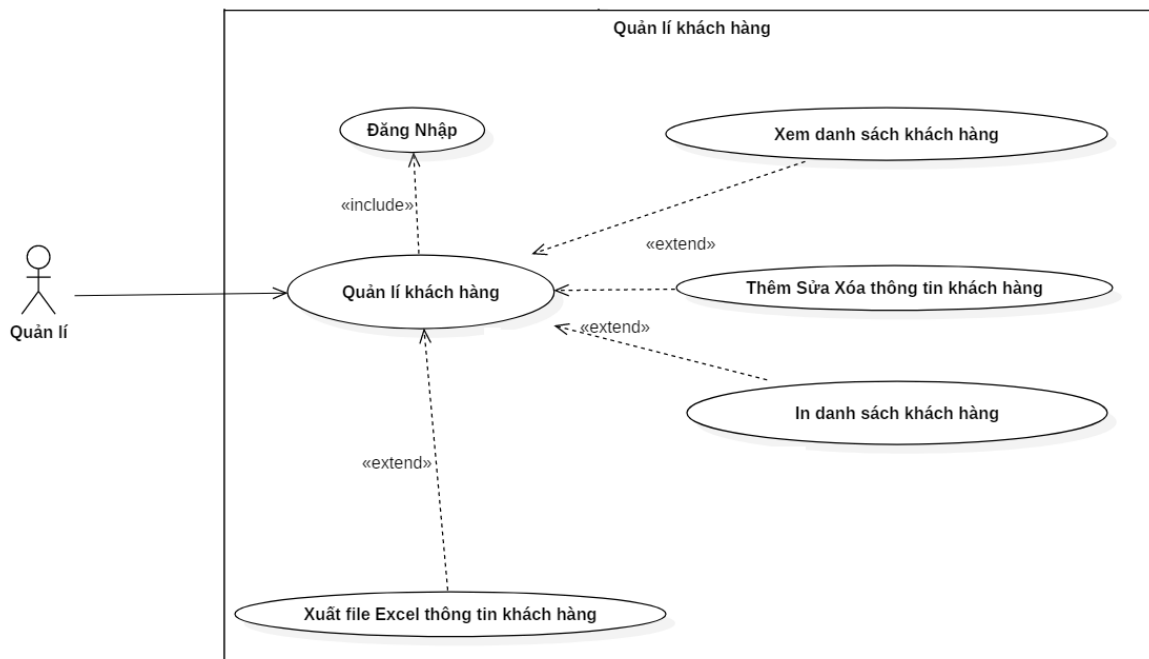 Quản lí khách hàng
Đăng Nhập
Xem danh sách khách hàng
«include»
«extend»
Quản lí khách hàng
Thêm Sửa Xóa thông tin khách hàng
Quản lí
«extend»
In danh sách khách hàng
«extend»
Xuất file Excel thông tin khách hàng